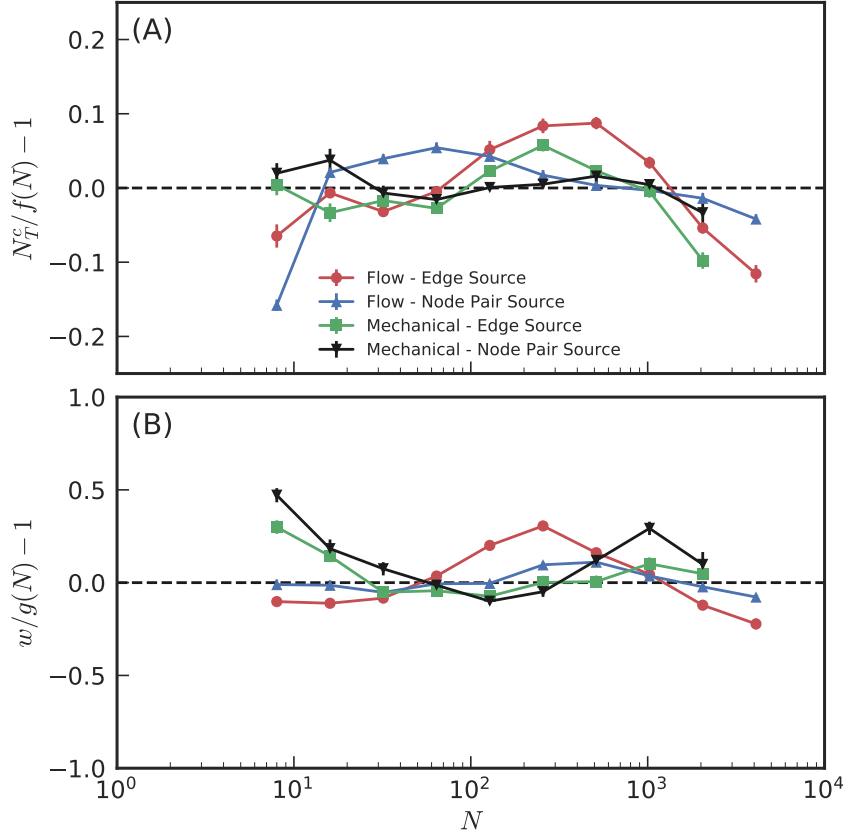 (A)
0.2
0.1
0.0
−0.1
−0.2
N_T^c/f(N) − 1
Flow - Edge Source
Flow - Node Pair Source
Mechanical - Edge Source
Mechanical - Node Pair Source
(B)
1.0
0.5
0.0
−0.5
−1.0
w/g(N) − 1
10^0
10^1
10^2
10^3
10^4
N